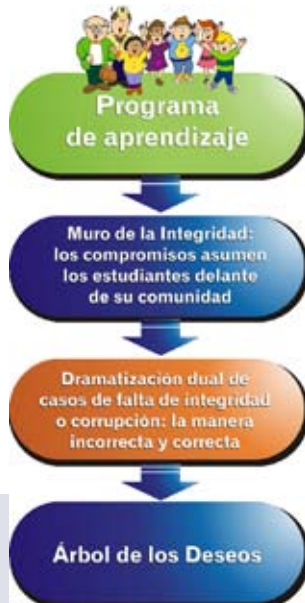 Programa
de aprendizaje
Muro de la Integridad:
los compromisos asumen
los estudiantes delante
de su comunidad
Dramatización dual de
casos de falta de integridad
o corrupción: la manera
incorrecta y correcta
Árbol de los Deseos